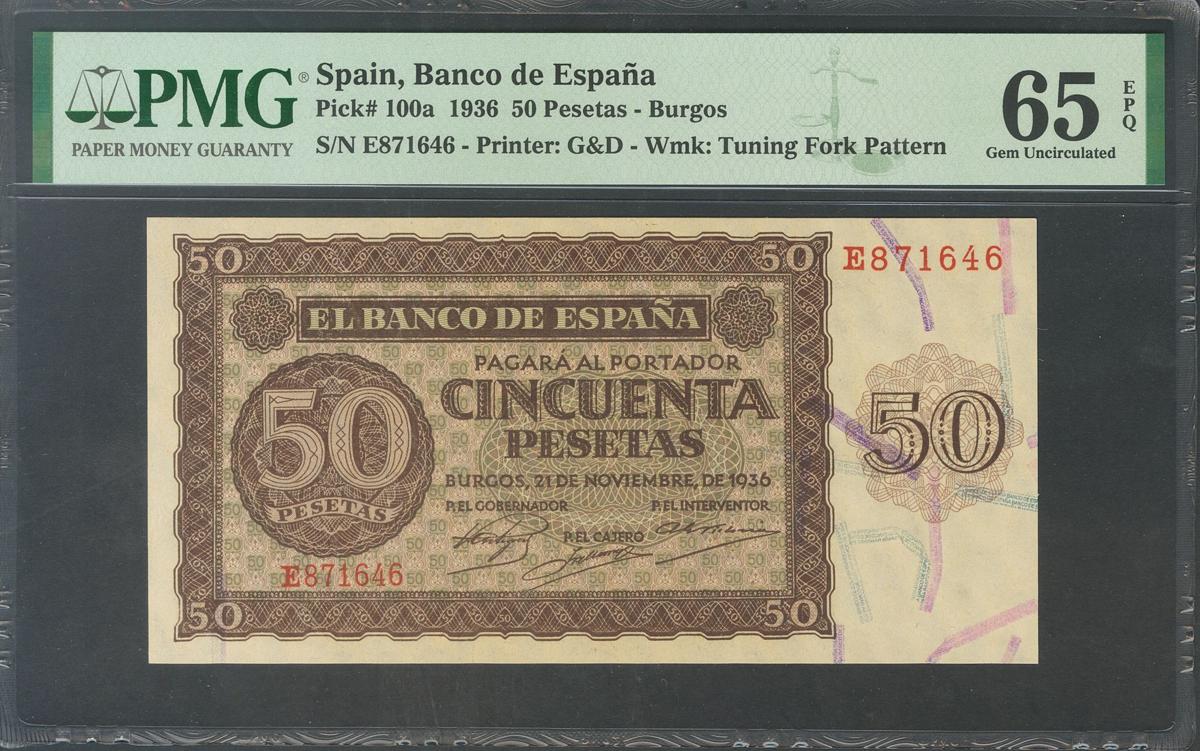 PMG®
PAPER MONEY GUARANTY
Spain, Banco de España
Pick# 100a 1936 50 Pesetas - Burgos
S/N E871646 - Printer: G&D - Wmk: Tuning Fork Pattern
65 EPQ
Gem Uncirculated
50
50
E871646
EL BANCO DE ESPAÑA
PAGARÁ AL PORTADOR
CINCUENTA
PESETAS
50
PESETAS
50
BURGOS, 21 DE NOVIEMBRE, DE 1936
P.EL GOBERNADOR
P.EL INTERVENTOR
P.EL CAJERO
E871646
50
50